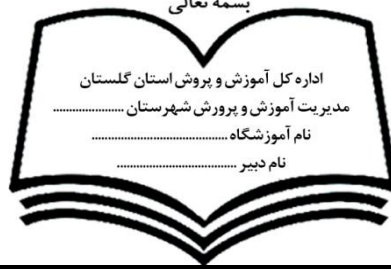 بسمه تعالی
اداره کل آموزش و پروش استان گلستان
مدیریت آموزش و پرورش شهرستان ......................
نام آموزشگاه ..........................................
نام دبیر .....................................